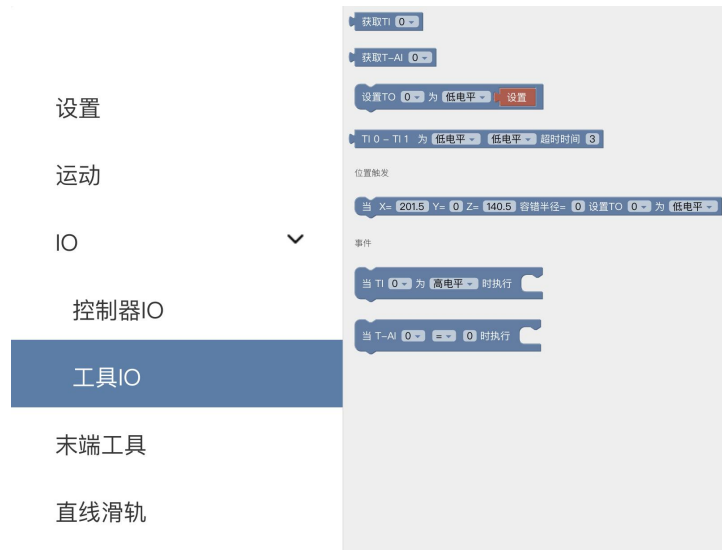 设置
运动
IO
控制器IO
工具IO
末端工具
直线滑轨
获取TI 0
获取T-AI 0
设置TO 0 为 低电平 设置
TI 0 - TI 1 为 低电平 低电平 超时时间 3
位置触发
当 X= 201.5 Y= 0 Z= 140.5 容错半径= 0 设置TO 0 为 低电平
事件
当 TI 0 为 高电平 时执行
当 T-AI 0 = 0 时执行